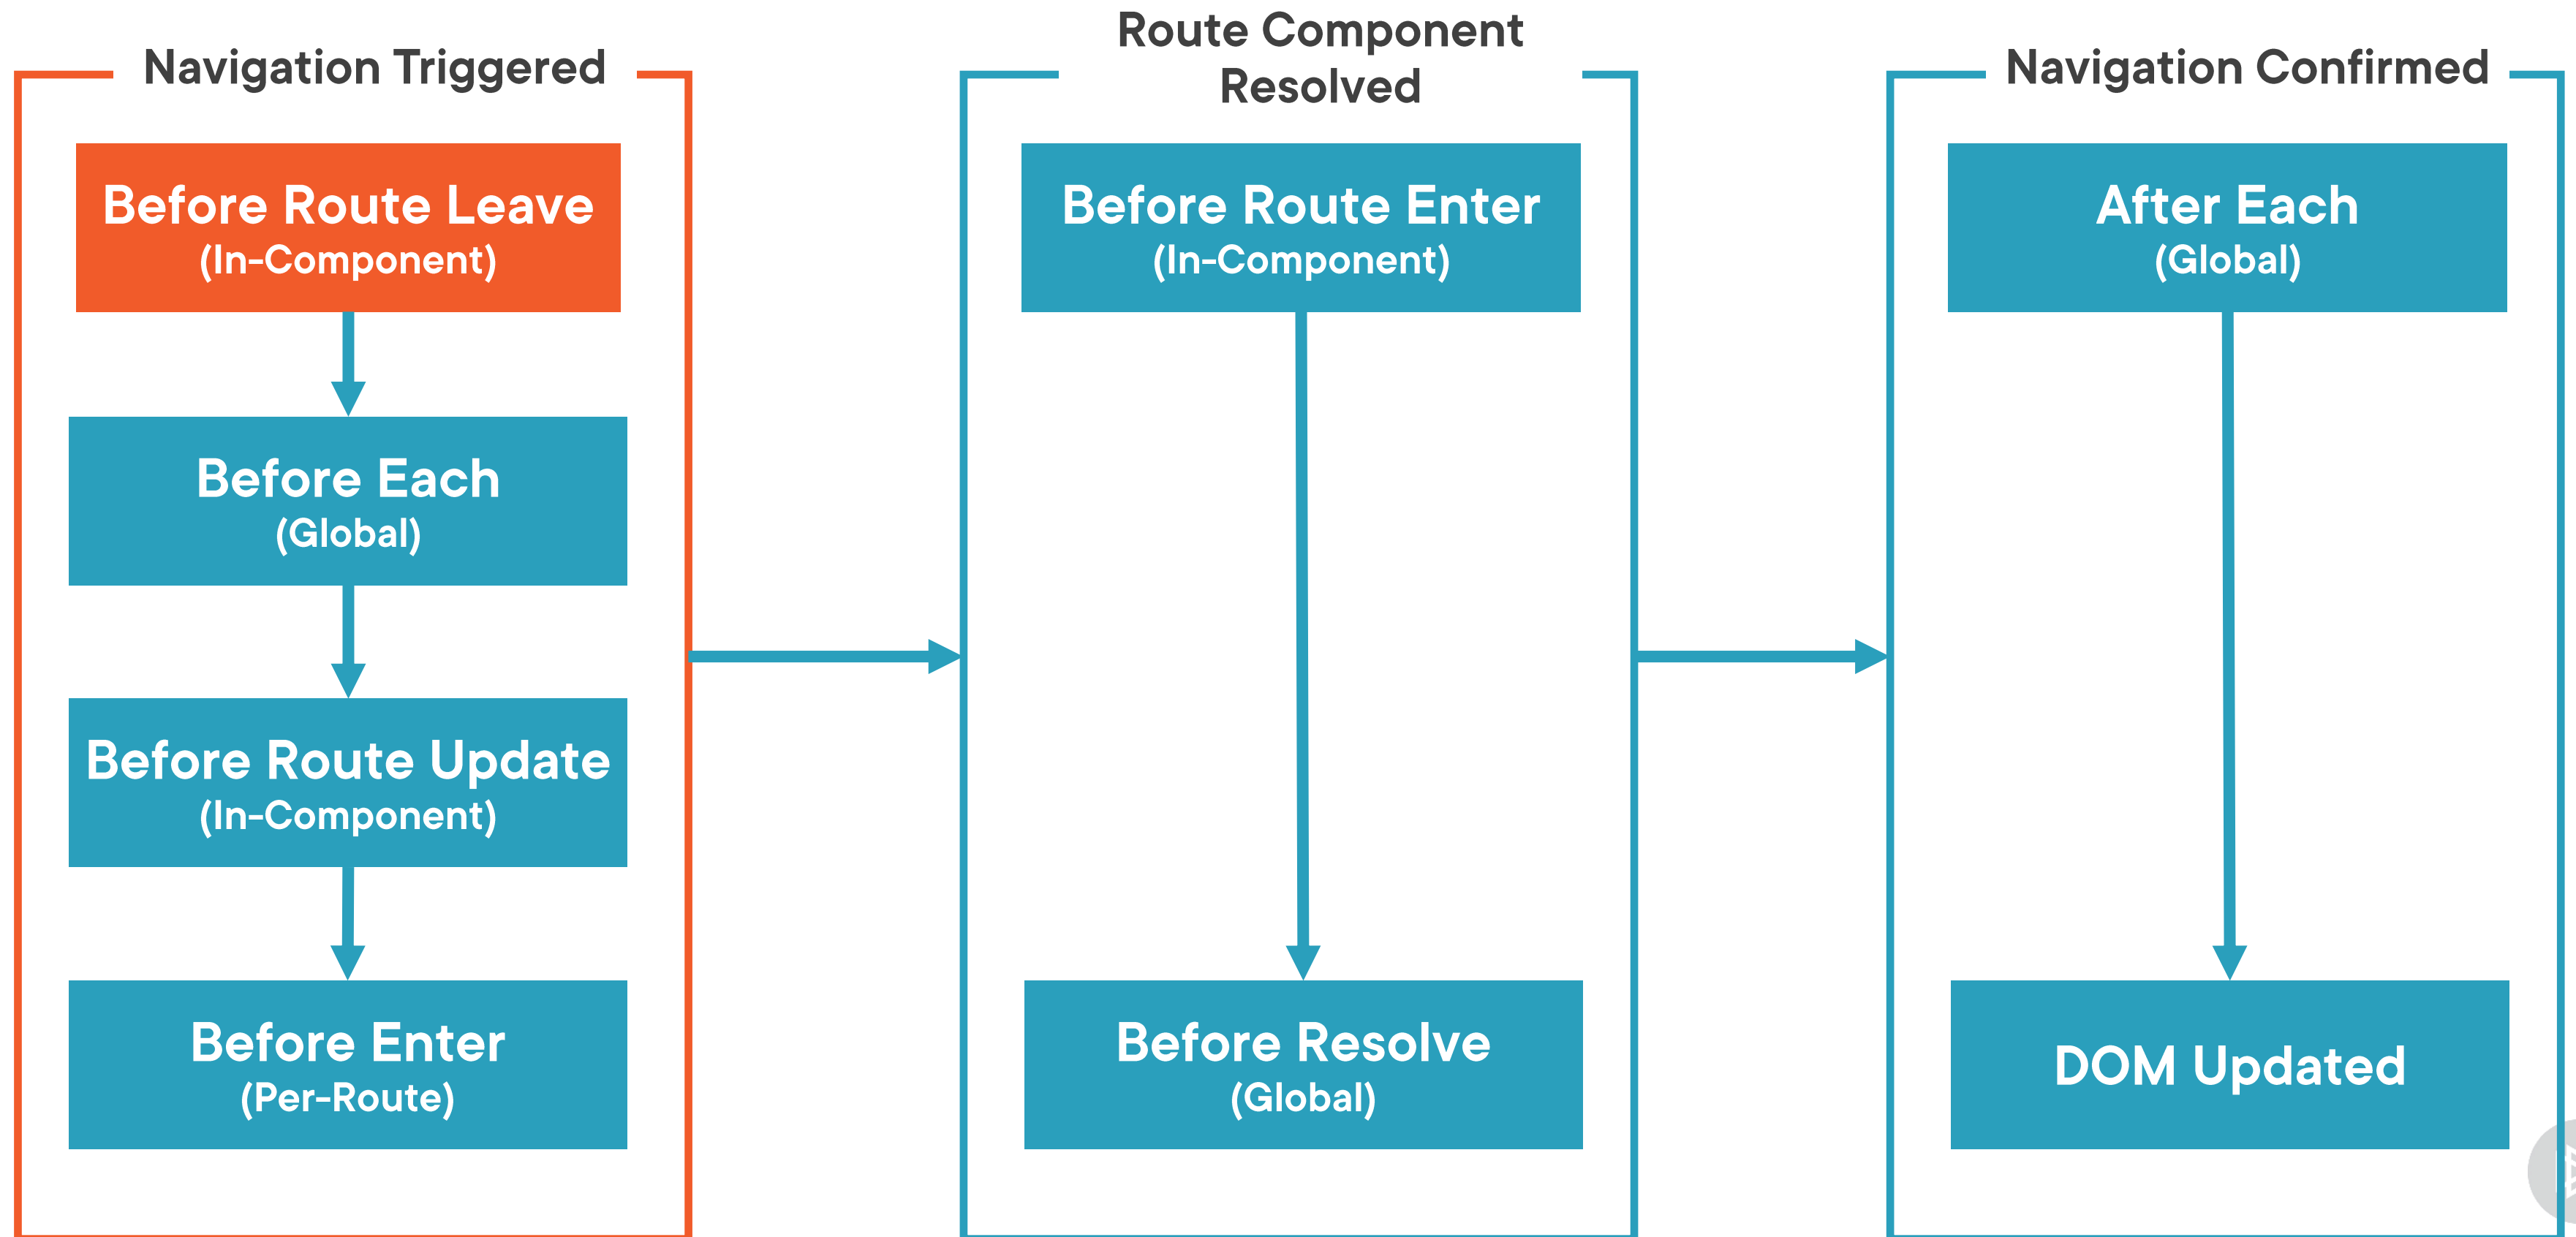 Navigation Triggered
Before Route Leave
(In-Component)
Before Each
(Global)
Before Route Update
(In-Component)
Before Enter
(Per-Route)
Route Component
Resolved
Before Route Enter
(In-Component)
Before Resolve
(Global)
Navigation Confirmed
After Each
(Global)
DOM Updated